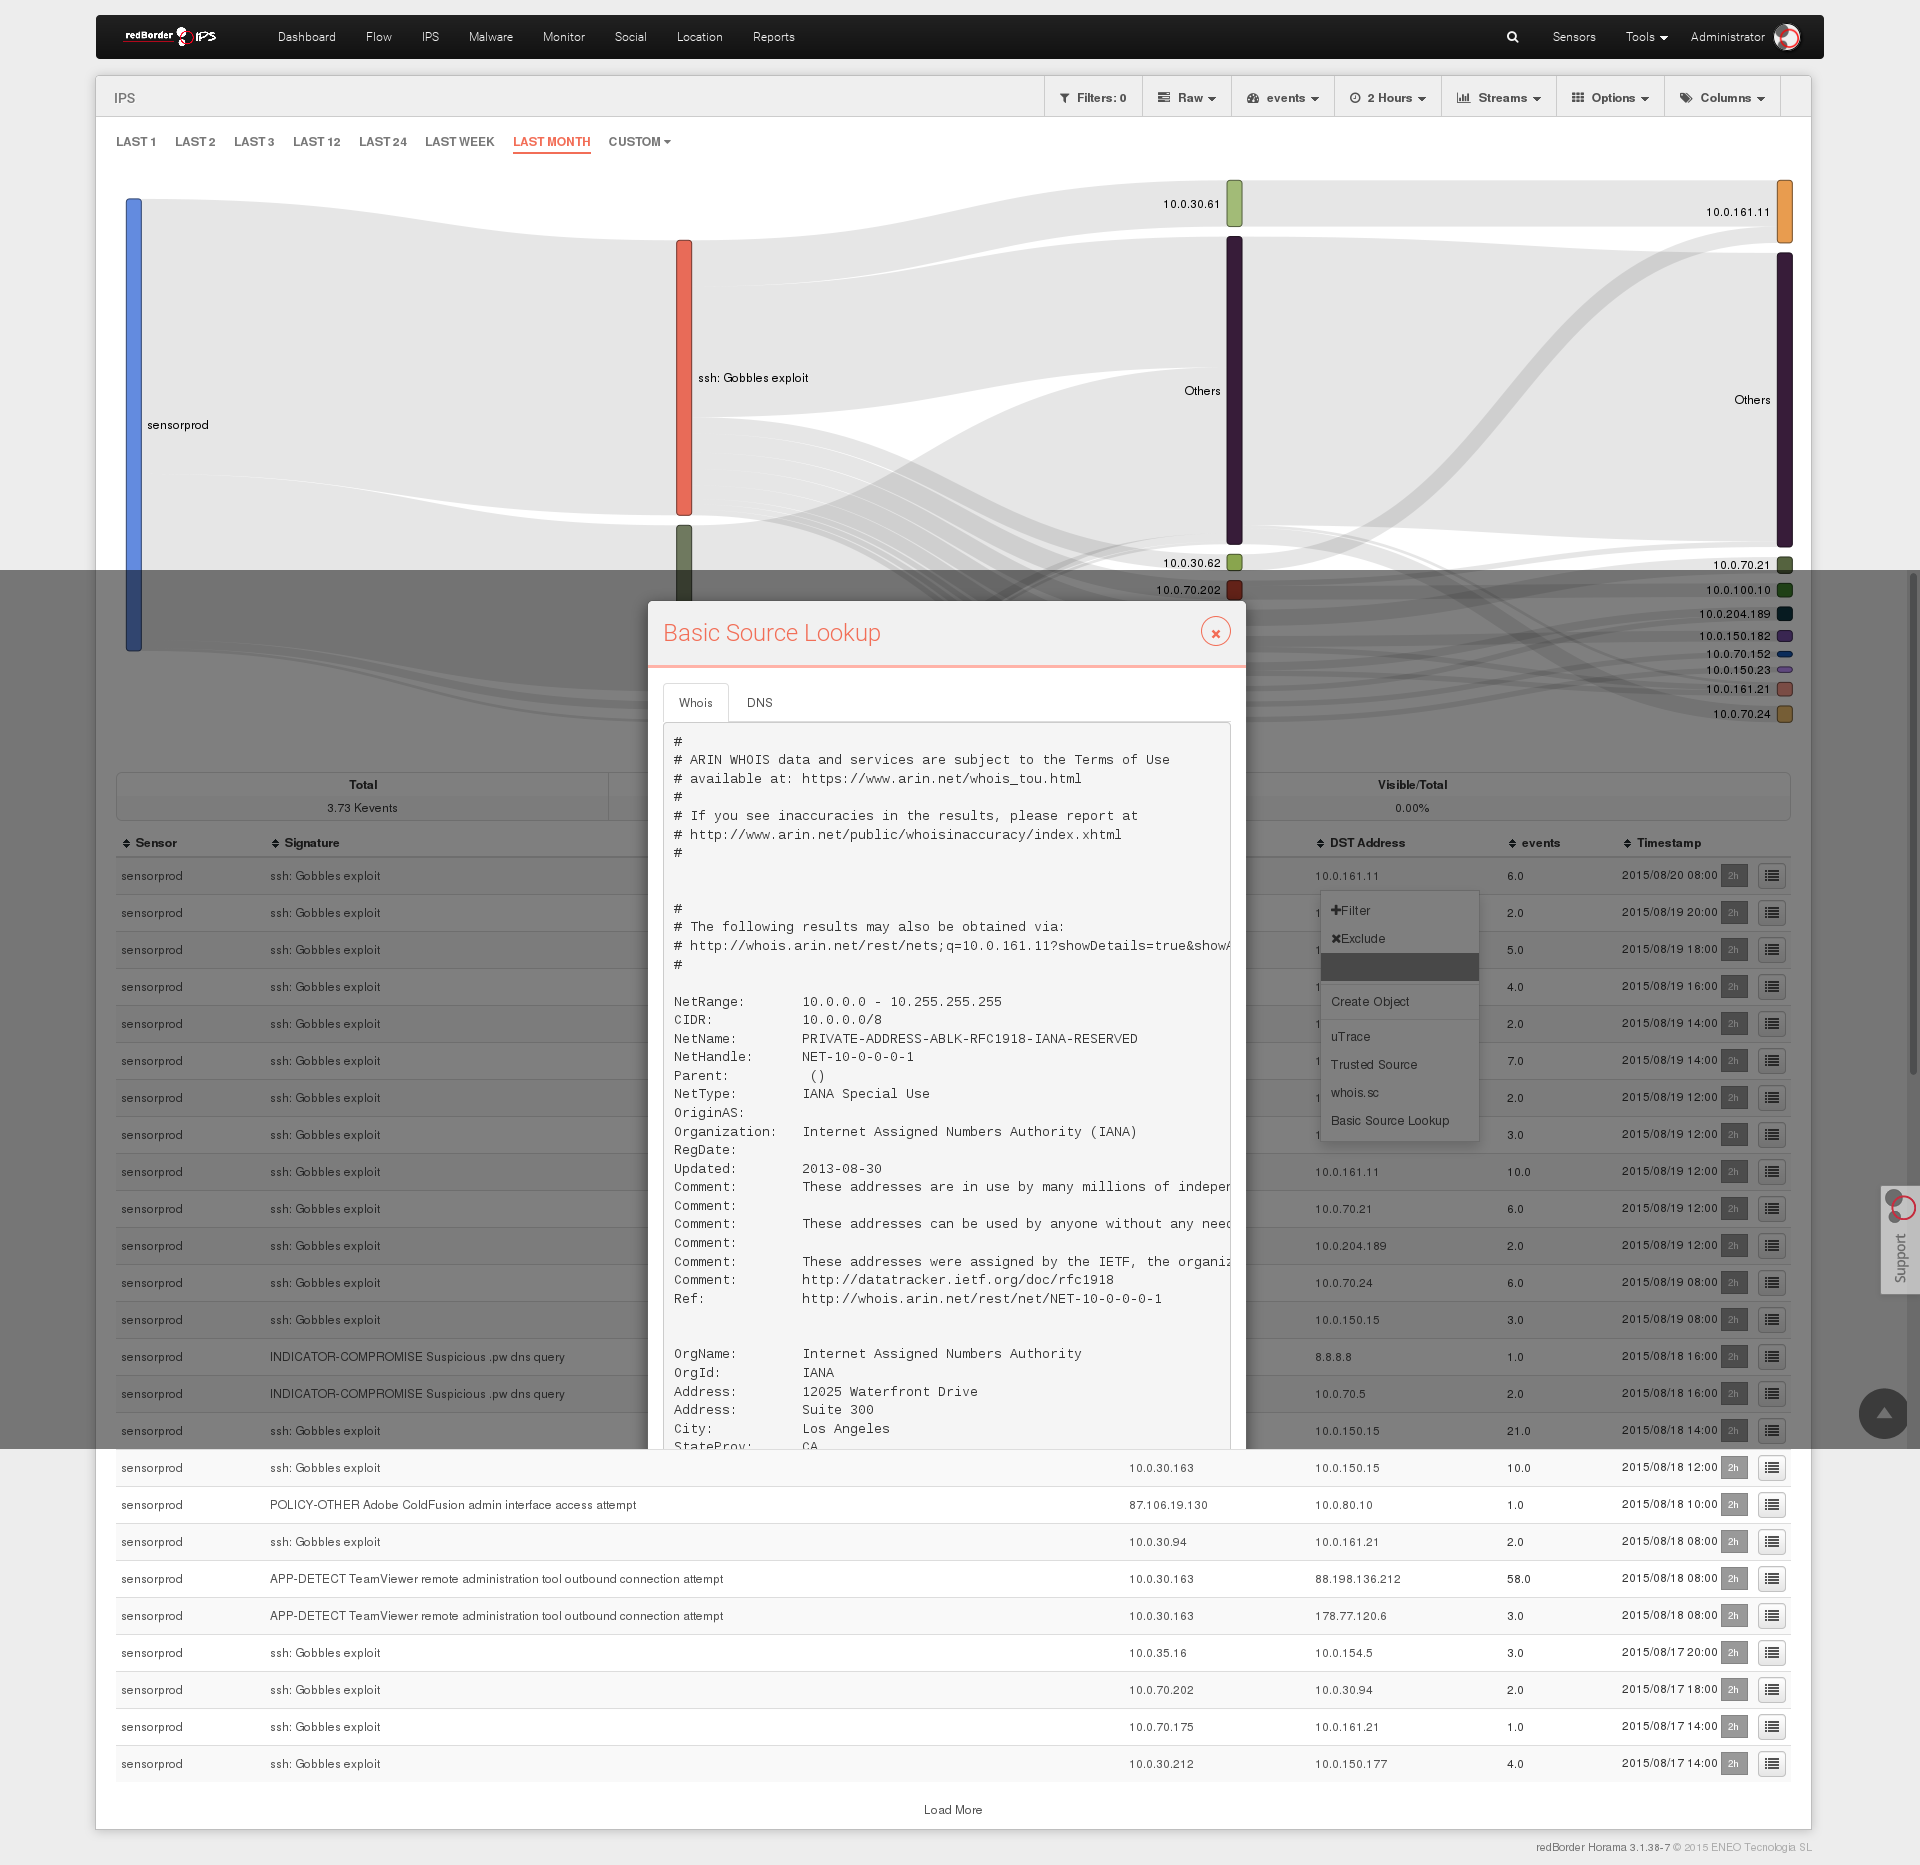 redBorder IPS Dashboard Flow IPS Malware Monitor Social Location Reports Sensors Tools Administrator
IPS Filters: 0 Raw events 2 Hours Streams Options Columns
LAST 1 LAST 2 LAST 3 LAST 12 LAST 24 LAST WEEK LAST MONTH CUSTOM
10.0.30.61
10.0.161.11
ssh: Gobbles exploit
Others
Others
sensorprod
10.0.30.62
10.0.70.21
10.0.70.202
10.0.100.10
10.0.204.189
10.0.150.182
10.0.70.152
10.0.150.23
10.0.161.21
10.0.70.24
Basic Source Lookup
Whois DNS
#
# ARIN WHOIS data and services are subject to the Terms of Use
# available at: https://www.arin.net/whois_tou.html
#
# If you see inaccuracies in the results, please report at
# http://www.arin.net/public/whoisinaccuracy/index.xhtml
#
#
# The following results may also be obtained via:
# http://whois.arin.net/rest/nets;q=10.0.161.11?showDetails=true&showA
#
NetRange: 10.0.0.0 - 10.255.255.255
CIDR: 10.0.0.0/8
NetName: PRIVATE-ADDRESS-ABLK-RFC1918-IANA-RESERVED
NetHandle: NET-10-0-0-0-1
Parent: ()
NetType: IANA Special Use
OriginAS:
Organization: Internet Assigned Numbers Authority (IANA)
RegDate:
Updated: 2013-08-30
Comment: These addresses are in use by many millions of indepen
Comment:
Comment: These addresses can be used by anyone without any need
Comment:
Comment: These addresses were assigned by the IETF, the organiz
Comment: http://datatracker.ietf.org/doc/rfc1918
Ref: http://whois.arin.net/rest/net/NET-10-0-0-0-1
OrgName: Internet Assigned Numbers Authority
OrgId: IANA
Address: 12025 Waterfront Drive
Address: Suite 300
City: Los Angeles
StateProv: CA
Total Visible/Total
3.73 Kevents 0.00%
Sensor Signature DST Address events Timestamp
sensorprod ssh: Gobbles exploit 10.0.161.11 6.0 2015/08/20 08:00 2h
sensorprod ssh: Gobbles exploit 1 2.0 2015/08/19 20:00 2h
sensorprod ssh: Gobbles exploit 1 5.0 2015/08/19 18:00 2h
sensorprod ssh: Gobbles exploit 1 4.0 2015/08/19 16:00 2h
sensorprod ssh: Gobbles exploit 1 2.0 2015/08/19 14:00 2h
sensorprod ssh: Gobbles exploit 1 7.0 2015/08/19 14:00 2h
sensorprod ssh: Gobbles exploit 1 2.0 2015/08/19 12:00 2h
sensorprod ssh: Gobbles exploit 1 3.0 2015/08/19 12:00 2h
Filter
Exclude
Create Object
uTrace
Trusted Source
whois.sc
Basic Source Lookup
sensorprod ssh: Gobbles exploit 10.0.161.11 10.0 2015/08/19 12:00 2h
sensorprod ssh: Gobbles exploit 10.0.70.21 6.0 2015/08/19 12:00 2h
sensorprod ssh: Gobbles exploit 10.0.204.189 2.0 2015/08/19 12:00 2h
sensorprod ssh: Gobbles exploit 10.0.70.24 6.0 2015/08/19 08:00 2h
sensorprod ssh: Gobbles exploit 10.0.150.15 3.0 2015/08/19 08:00 2h
sensorprod INDICATOR-COMPROMISE Suspicious .pw dns query 8.8.8.8 1.0 2015/08/18 16:00 2h
sensorprod INDICATOR-COMPROMISE Suspicious .pw dns query 10.0.70.5 2.0 2015/08/18 16:00 2h
sensorprod ssh: Gobbles exploit 10.0.150.15 21.0 2015/08/18 14:00 2h
sensorprod ssh: Gobbles exploit 10.0.30.163 10.0.150.15 10.0 2015/08/18 12:00 2h
sensorprod POLICY-OTHER Adobe ColdFusion admin interface access attempt 87.106.19.130 10.0.80.10 1.0 2015/08/18 10:00 2h
sensorprod ssh: Gobbles exploit 10.0.30.94 10.0.161.21 2.0 2015/08/18 08:00 2h
sensorprod APP-DETECT TeamViewer remote administration tool outbound connection attempt 10.0.30.163 88.198.136.212 58.0 2015/08/18 08:00 2h
sensorprod APP-DETECT TeamViewer remote administration tool outbound connection attempt 10.0.30.163 178.77.120.6 3.0 2015/08/18 08:00 2h
sensorprod ssh: Gobbles exploit 10.0.35.16 10.0.154.5 3.0 2015/08/17 20:00 2h
sensorprod ssh: Gobbles exploit 10.0.70.202 10.0.30.94 2.0 2015/08/17 18:00 2h
sensorprod ssh: Gobbles exploit 10.0.70.175 10.0.161.21 1.0 2015/08/17 14:00 2h
sensorprod ssh: Gobbles exploit 10.0.30.212 10.0.150.177 4.0 2015/08/17 14:00 2h
Support
Load More
redBorder Horama 3.1.38-7 © 2015 ENEO Tecnologia SL